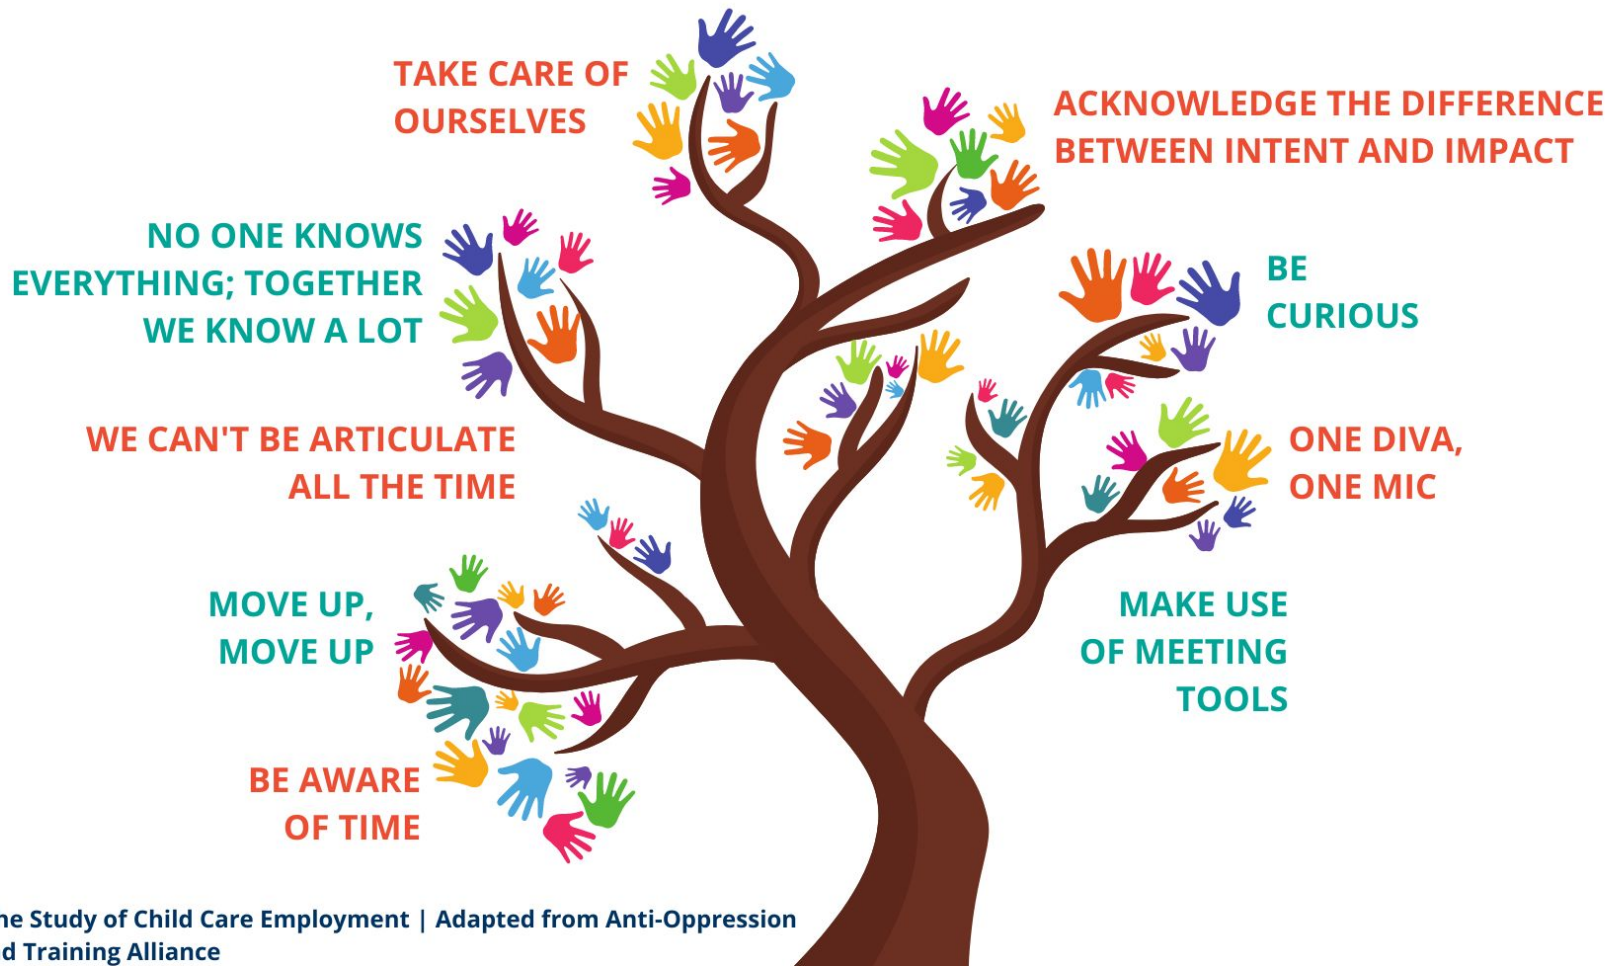 TAKE CARE OF
OURSELVES
ACKNOWLEDGE THE DIFFERENCE
BETWEEN INTENT AND IMPACT
NO ONE KNOWS
EVERYTHING; TOGETHER
WE KNOW A LOT
BE
CURIOUS
WE CAN'T BE ARTICULATE
ALL THE TIME
ONE DIVA,
ONE MIC
MOVE UP,
MOVE UP
MAKE USE
OF MEETING
TOOLS
BE AWARE
OF TIME
Study of Child Care Employment | Adapted from Anti-Oppression
Training Alliance